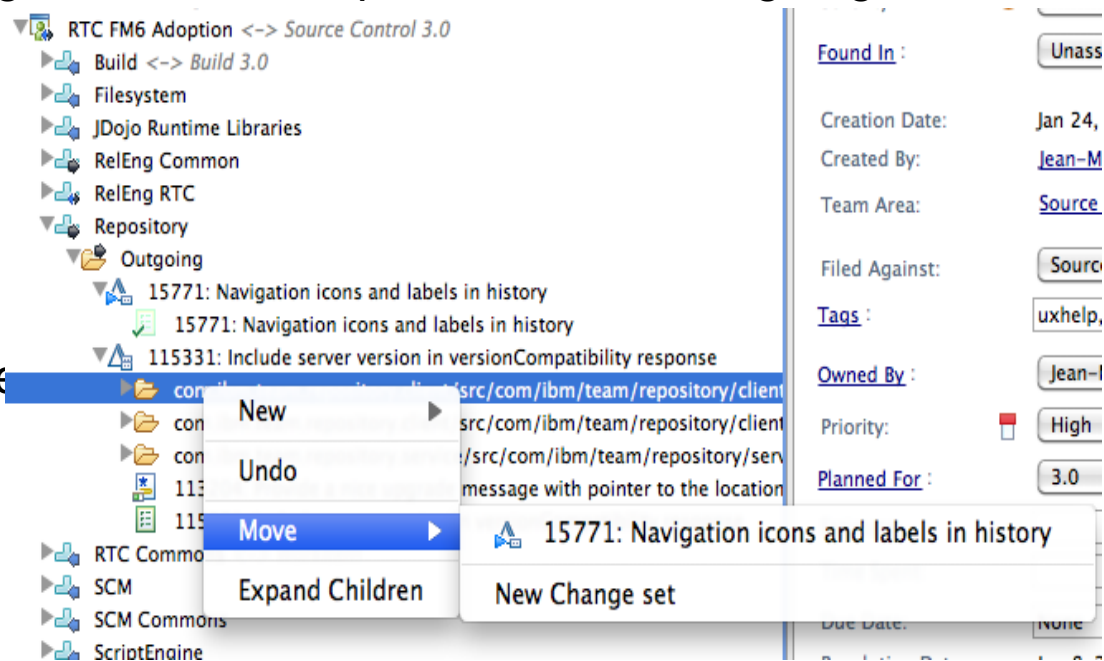 RTC FM6 Adoption <-> Source Control 3.0
Build <-> Build 3.0
Filesystem
JDojo Runtime Libraries
RelEng Common
RelEng RTC
Repository
Outgoing
15771: Navigation icons and labels in history
15771: Navigation icons and labels in history
115331: Include server version in versionCompatibility response
src/com/ibm/team/repository/client
con src/com/ibm/team/repository/client
con /src/com/ibm/team/repository/serv
113 message with pointer to the location
115
RTC Commo
SCM
SCM Commons
ScriptEngine
New
Undo
Move
Expand Children
15771: Navigation icons and labels in history
New Change set
Found In : Unass
Creation Date: Jan 24,
Created By: Jean-M
Team Area: Source
Filed Against: Source
Tags : uxhelp,
Owned By : Jean-
Priority: High
Planned For : 3.0
Due Date: None